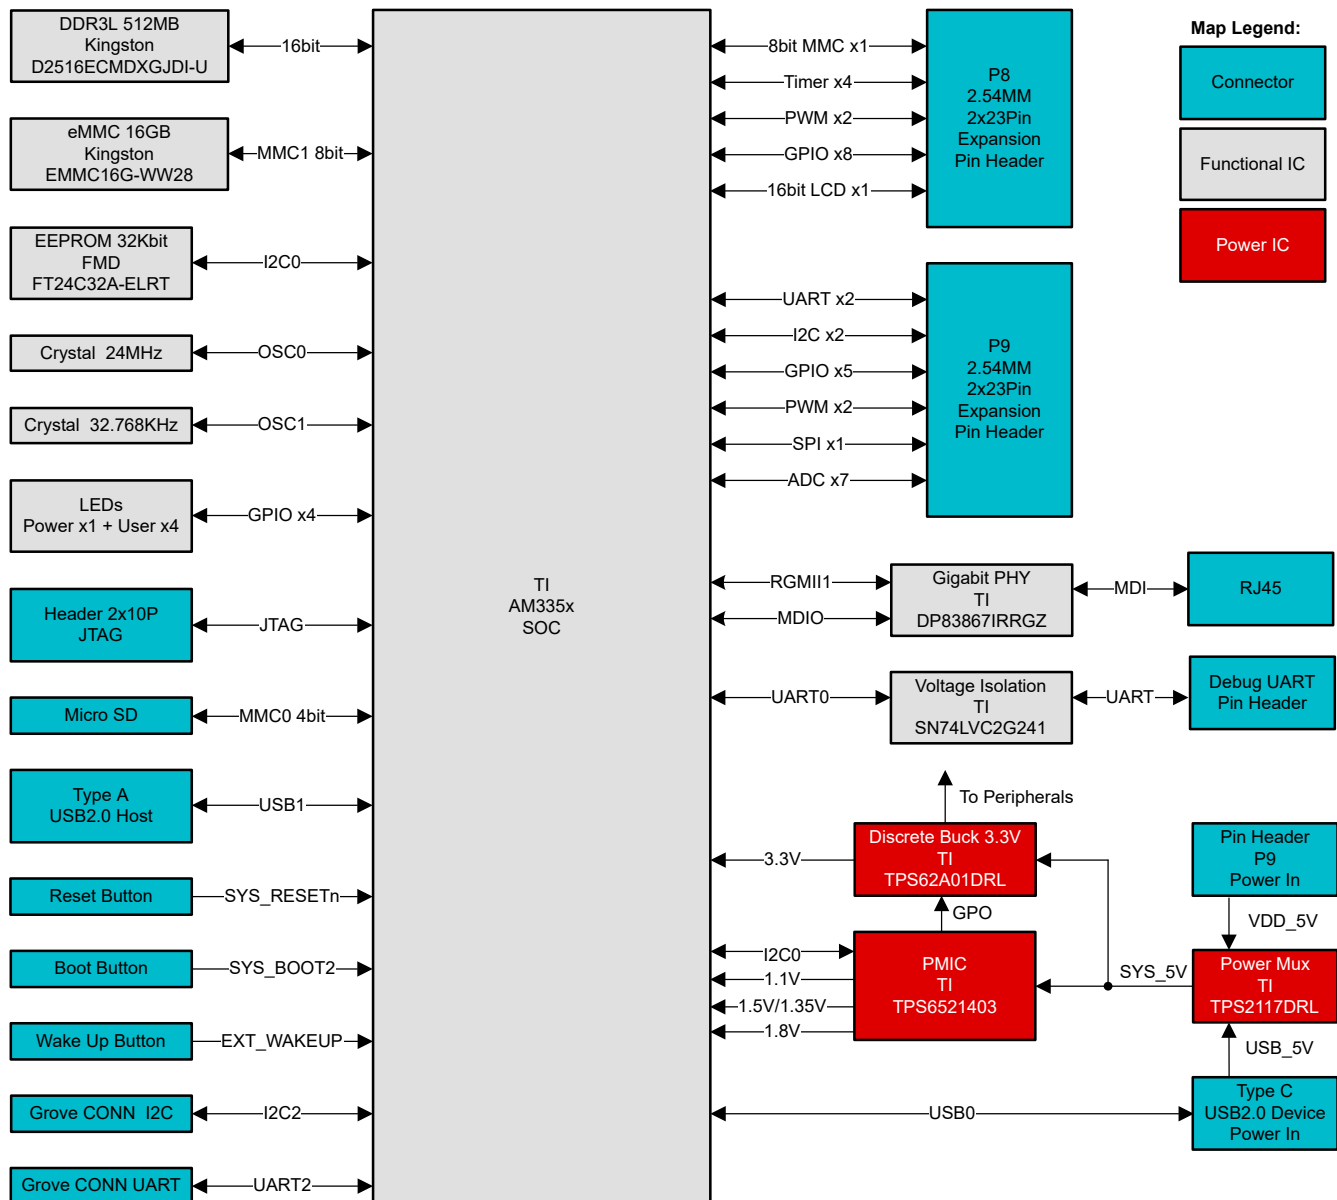 DDR3L 512MB
Kingston
D2516ECMDXGJDI-U
16bit
eMMC 16GB
Kingston
EMMC16G-WW28
MMC1 8bit
EEPROM 32Kbit
FMD
FT24C32A-ELRT
I2C0
Crystal 24MHz
OSC0
Crystal 32.768KHz
OSC1
LEDs
Power x1 + User x4
GPIO x4
Header 2x10P
JTAG
JTAG
Micro SD
MMC0 4bit
Type A
USB2.0 Host
USB1
Reset Button
SYS_RESETn
Boot Button
SYS_BOOT2
Wake Up Button
EXT_WAKEUP
Grove CONN I2C
I2C2
Grove CONN UART
UART2
TI
AM335x
SOC
8bit MMC x1
Timer x4
PWM x2
GPIO x8
16bit LCD x1
P8
2.54MM
2x23Pin
Expansion
Pin Header
UART x2
I2C x2
GPIO x5
PWM x2
SPI x1
ADC x7
P9
2.54MM
2x23Pin
Expansion
Pin Header
RGMII1
MDIO
Gigabit PHY
TI
DP83867IRRGZ
MDI
RJ45
UART0
Voltage Isolation
TI
SN74LVC2G241
UART
Debug UART
Pin Header
To Peripherals
3.3V
Discrete Buck 3.3V
TI
TPS62A01DRL
GPO
I2C0
1.1V
1.5V/1.35V
1.8V
PMIC
TI
TPS6521403
SYS_5V
Pin Header
P9
Power In
VDD_5V
Power Mux
TI
TPS2117DRL
USB_5V
USB0
Type C
USB2.0 Device
Power In
Map Legend:
Connector
Functional IC
Power IC